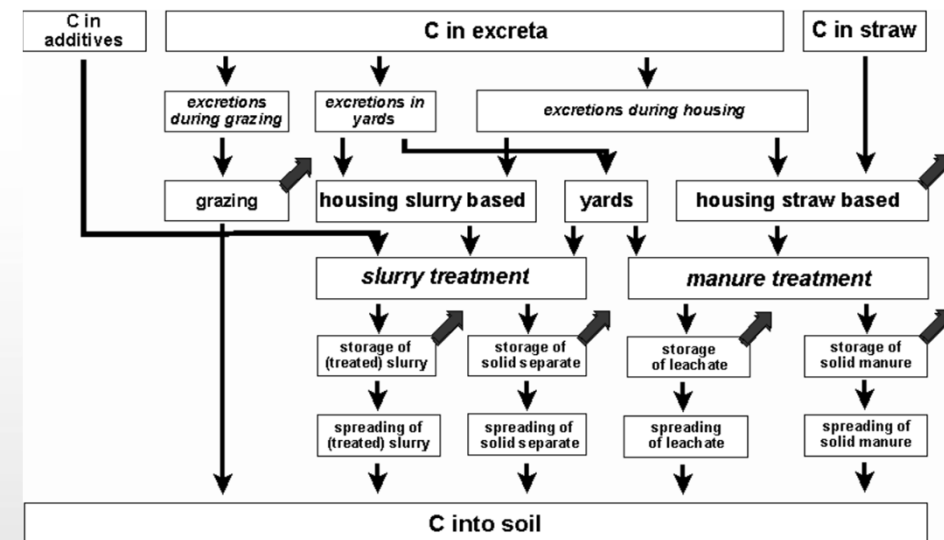 C in
additives
C in excreta
C in straw
excretions
during grazing
excretions in
yards
excretions during housing
grazing
housing slurry based
yards
housing straw based
slurry treatment
manure treatment
storage of
(treated) slurry
storage of
solid separate
storage
of leachate
storage of
solid manure
spreading of
(treated) slurry
spreading of
solid separate
spreading
of leachate
spreading of
solid manure
C into soil